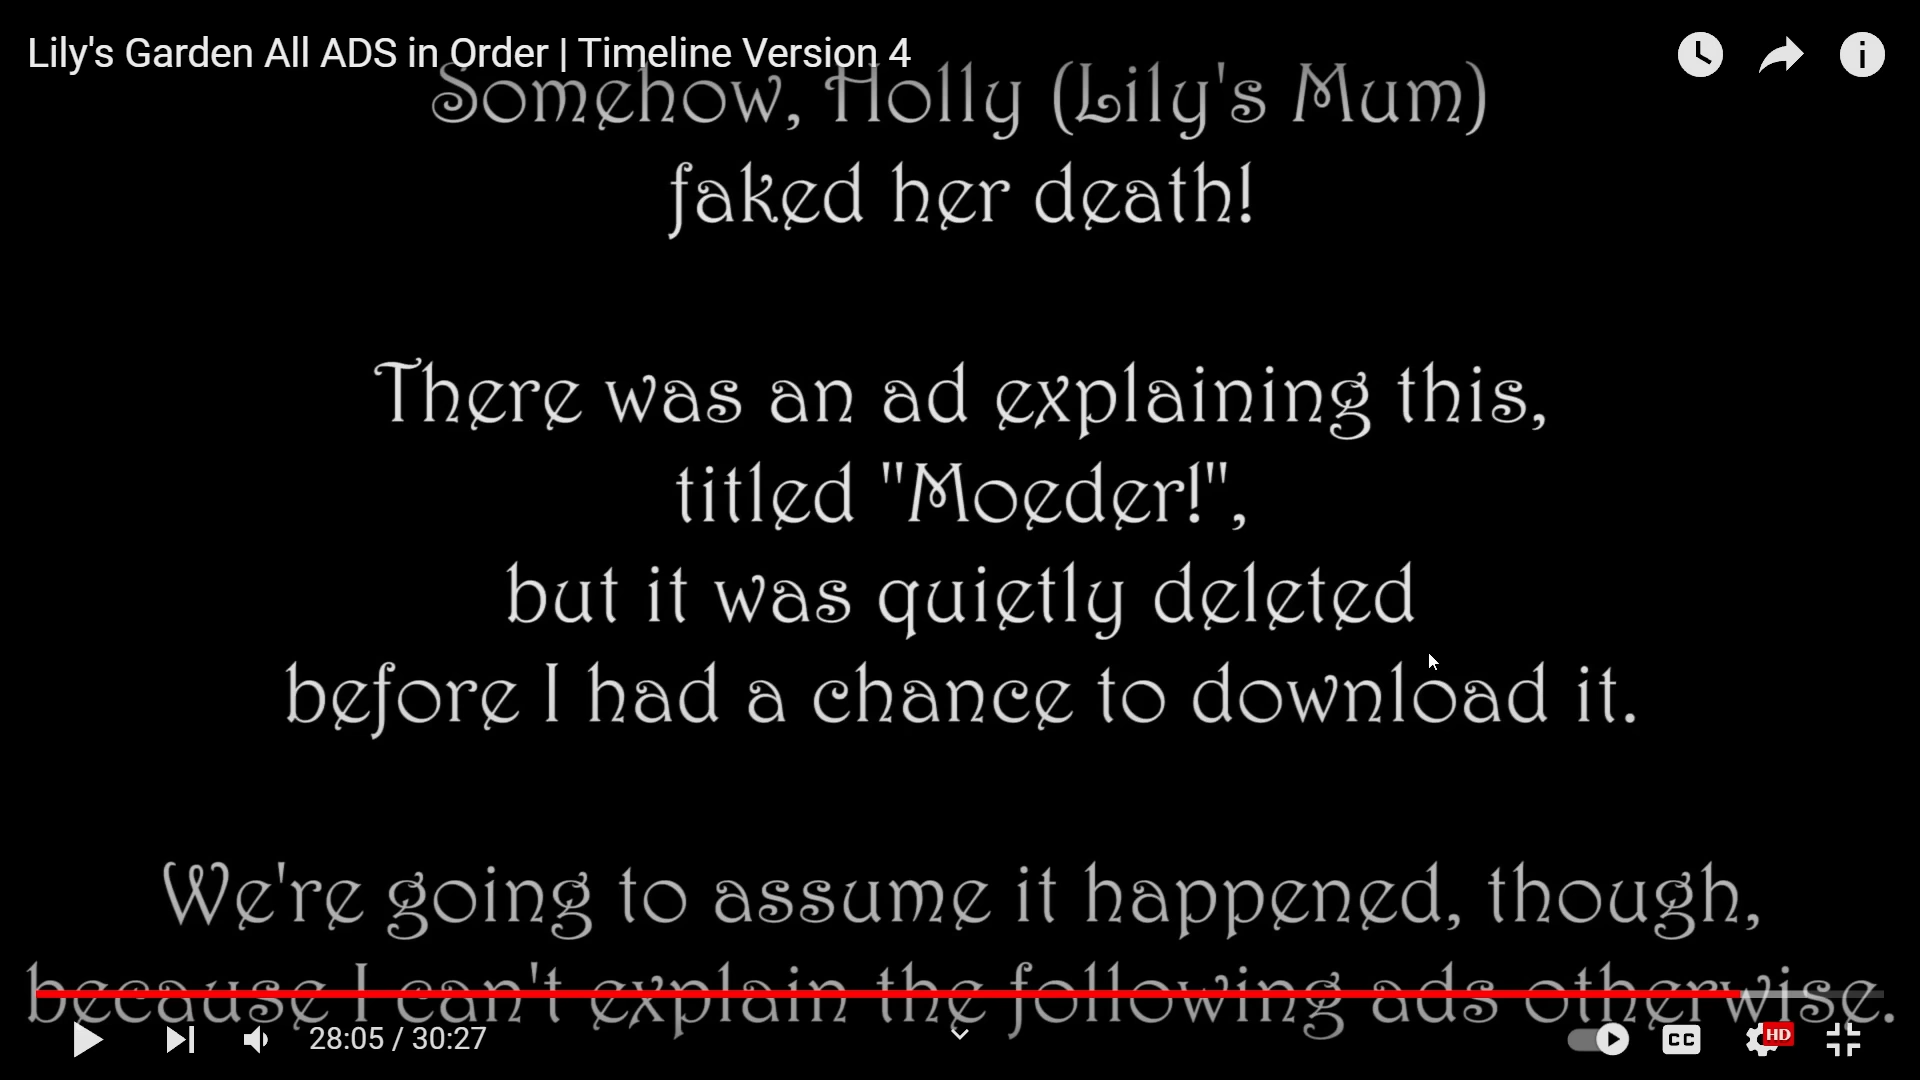 Lily's Garden All ADS in Order | Timeline Version 4
Somehow, Holly (Lily's Mum)
faked her death!
There was an ad explaining this,
titled "Moeder!",
but it was quietly deleted
before I had a chance to download it.
We're going to assume it happened, though,
because I can't explain the following ads otherwise.
28:05 / 30:27
CC
HD